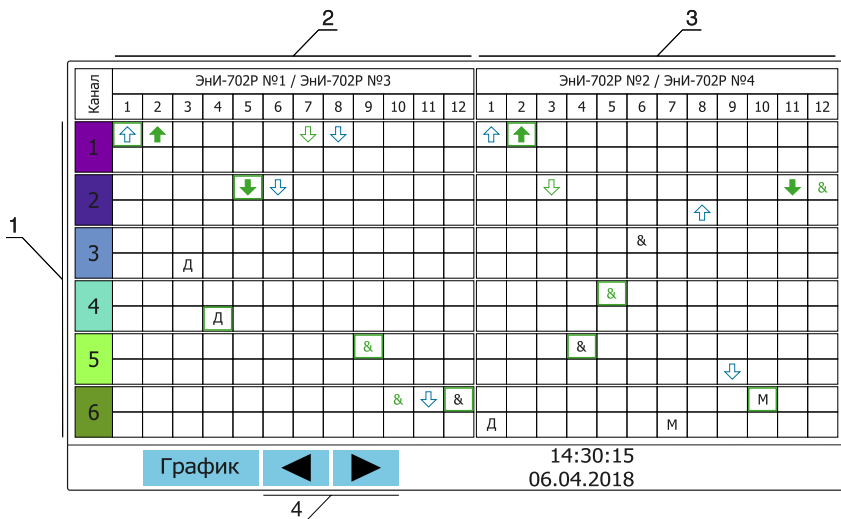 2
3
Канал
ЭнИ-702Р №1 / ЭнИ-702Р №3
ЭнИ-702Р №2 / ЭнИ-702Р №4
1 2 3 4 5 6 7 8 9 10 11 12
1 2 3 4 5 6 7 8 9 10 11 12
1
1
2
&
3
&
Д
4
&
Д
5
& &
6
& & М
Д М
График
14:30:15
06.04.2018
4